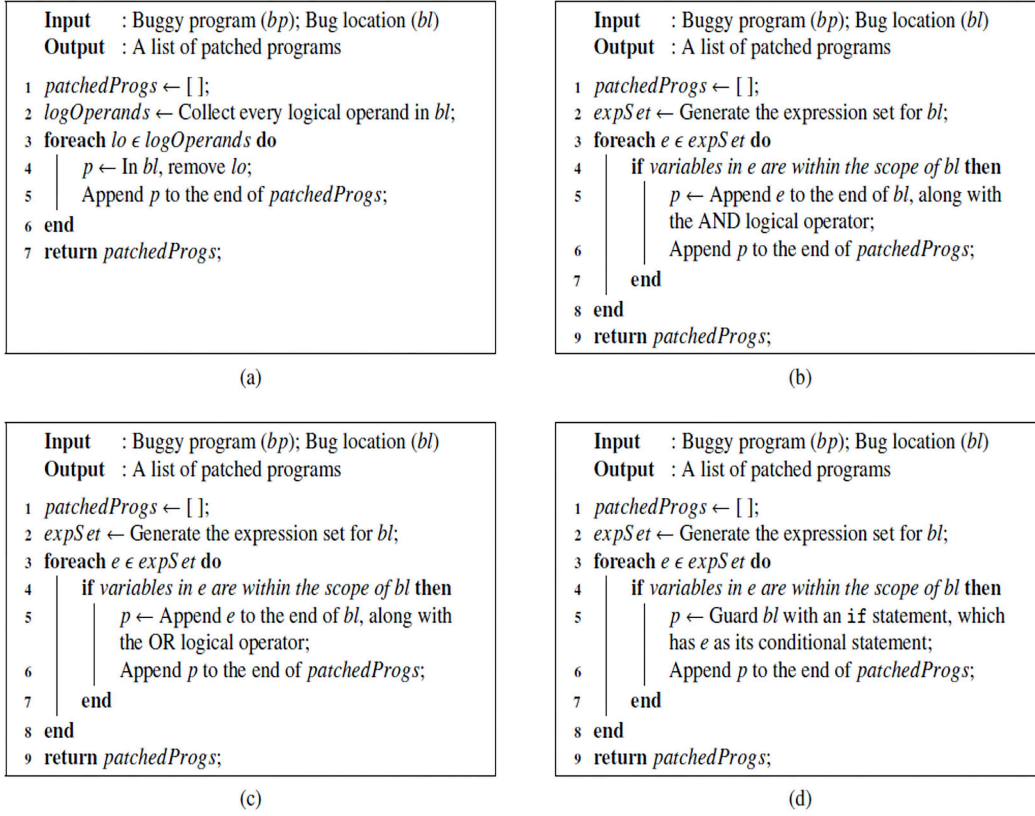 Input : Buggy program (bp); Bug location (bl)
Output : A list of patched programs
1 patchedProgs ← [ ];
2 logOperands ← Collect every logical operand in bl;
3 foreach lo ϵ logOperands do
4 p ← In bl, remove lo;
5 Append p to the end of patchedProgs;
6 end
7 return patchedProgs;
(a)
Input : Buggy program (bp); Bug location (bl)
Output : A list of patched programs
1 patchedProgs ← [ ];
2 expSet ← Generate the expression set for bl;
3 foreach e ϵ expSet do
4 if variables in e are within the scope of bl then
5 p ← Append e to the end of bl, along with
the AND logical operator;
6 Append p to the end of patchedProgs;
7 end
8 end
9 return patchedProgs;
(b)
Input : Buggy program (bp); Bug location (bl)
Output : A list of patched programs
1 patchedProgs ← [ ];
2 expSet ← Generate the expression set for bl;
3 foreach e ϵ expSet do
4 if variables in e are within the scope of bl then
5 p ← Append e to the end of bl, along with
the OR logical operator;
6 Append p to the end of patchedProgs;
7 end
8 end
9 return patchedProgs;
(c)
Input : Buggy program (bp); Bug location (bl)
Output : A list of patched programs
1 patchedProgs ← [ ];
2 expSet ← Generate the expression set for bl;
3 foreach e ϵ expSet do
4 if variables in e are within the scope of bl then
5 p ← Guard bl with an if statement, which
has e as its conditional statement;
6 Append p to the end of patchedProgs;
7 end
8 end
9 return patchedProgs;
(d)